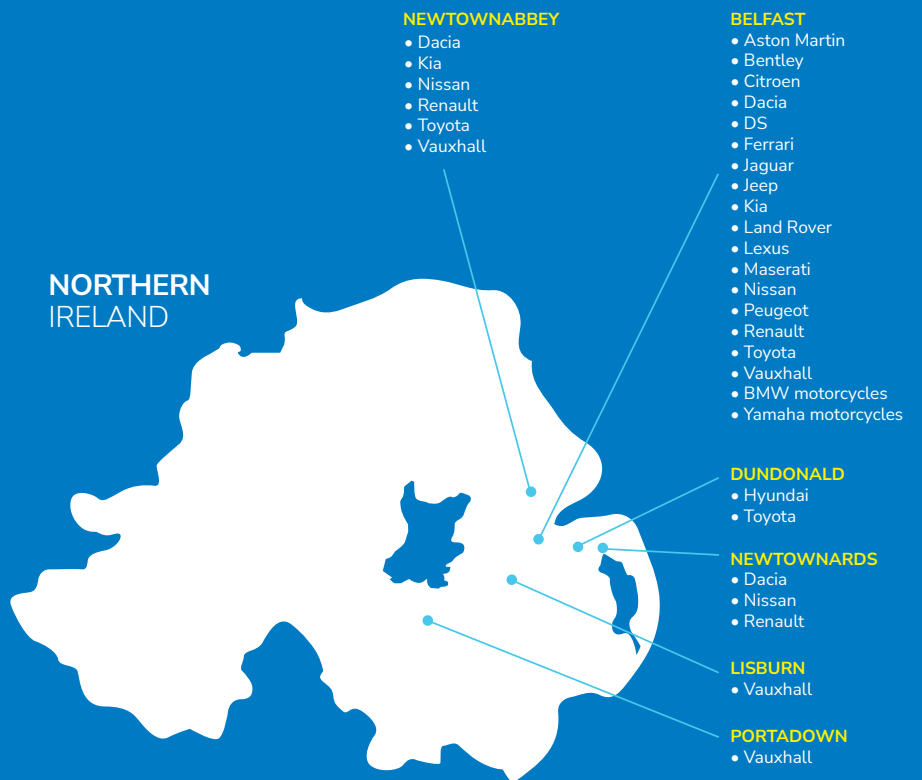 NEWTOWNABBEY
• Dacia
• Kia
• Nissan
• Renault
• Toyota
• Vauxhall
BELFAST
• Aston Martin
• Bentley
• Citroen
• Dacia
• DS
• Ferrari
• Jaguar
• Jeep
• Kia
• Land Rover
• Lexus
• Maserati
• Nissan
• Peugeot
• Renault
• Toyota
• Vauxhall
• BMW motorcycles
• Yamaha motorcycles
NORTHERN
IRELAND
DUNDONALD
• Hyundai
• Toyota
NEWTOWNARDS
• Dacia
• Nissan
• Renault
LISBURN
• Vauxhall
PORTADOWN
• Vauxhall